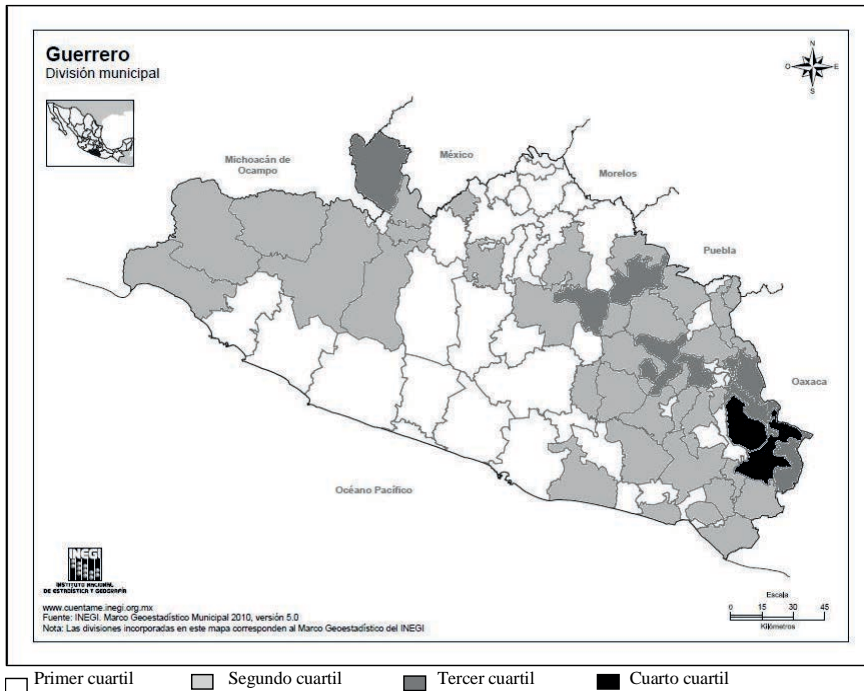 Guerrero
División municipal
N
O
E
S
Michoacán de
Ocampo
México
Morelos
Puebla
Oaxaca
Océano Pacífico
INEGI
INSTITUTO NACIONAL
DE ESTADÍSTICA Y GEOGRAFÍA
www.cuentame.inegi.org.mx
Fuente: INEGI. Marco Geoestadístico Municipal 2010, versión 5.0
Nota: Las divisiones incorporadas en este mapa corresponden al Marco Geoestadístico del INEGI
Escala
0 15 30 45
Kilómetros
Primer cuartil Segundo cuartil Tercer cuartil Cuarto cuartil